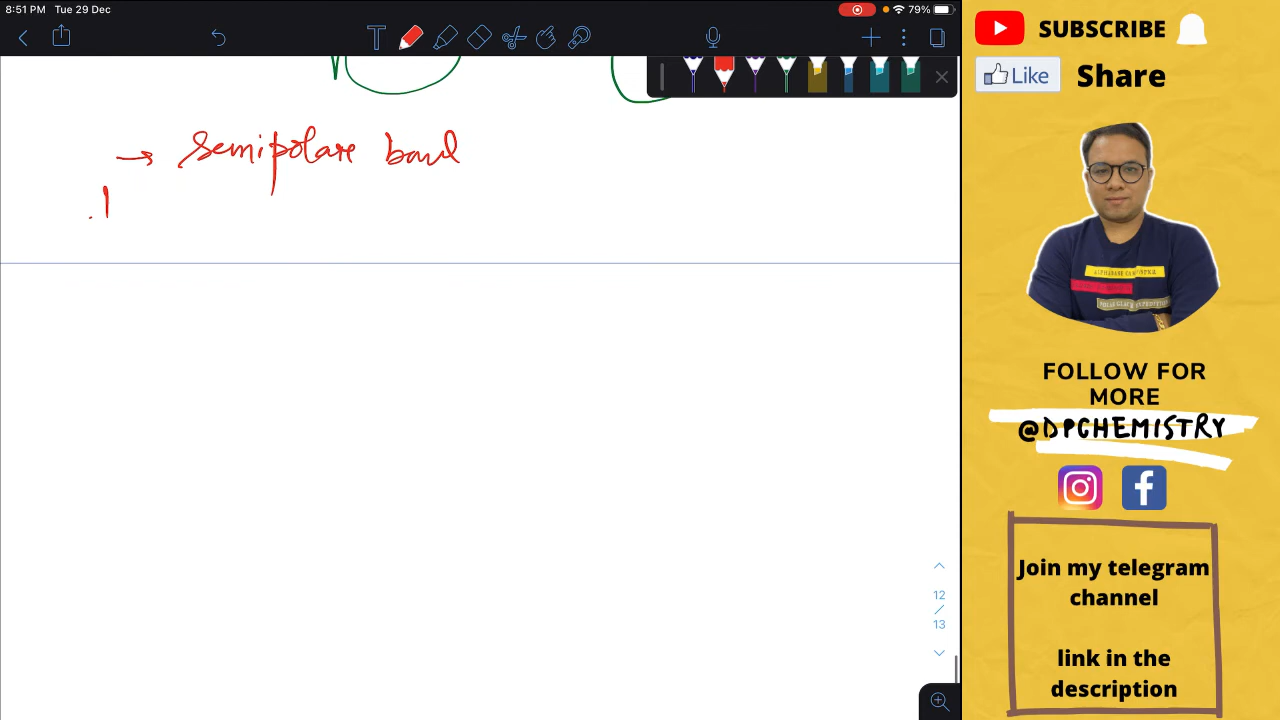 8:51 PM Tue 29 Dec
79%
T
→ semipolare bond
12
/
13
SUBSCRIBE
Like Share
FOLLOW FOR
MORE
@DPCHEMISTRY
Join my telegram
channel
link in the
description